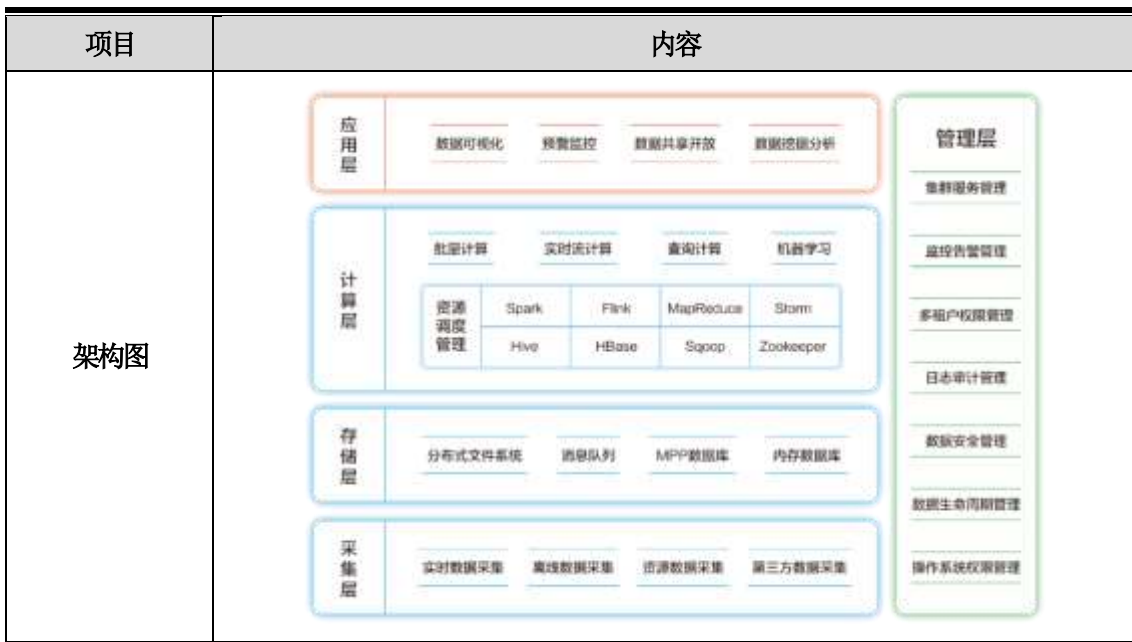 项目
内容
架构图
应用层
数据可视化
预警监控
数据共享开放
数据挖掘分析
计算层
批量计算
实时流计算
查询计算
机器学习
资源调度管理
Spark
Flink
MapReduce
Storm
Hive
HBase
Sqoop
Zookeeper
存储层
分布式文件系统
消息队列
MPP数据库
内存数据库
采集层
实时数据采集
离线数据采集
资源数据采集
第三方数据采集
管理层
集群服务管理
监控告警管理
多租户权限管理
日志审计管理
数据安全管理
数据生命周期管理
操作系统权限管理